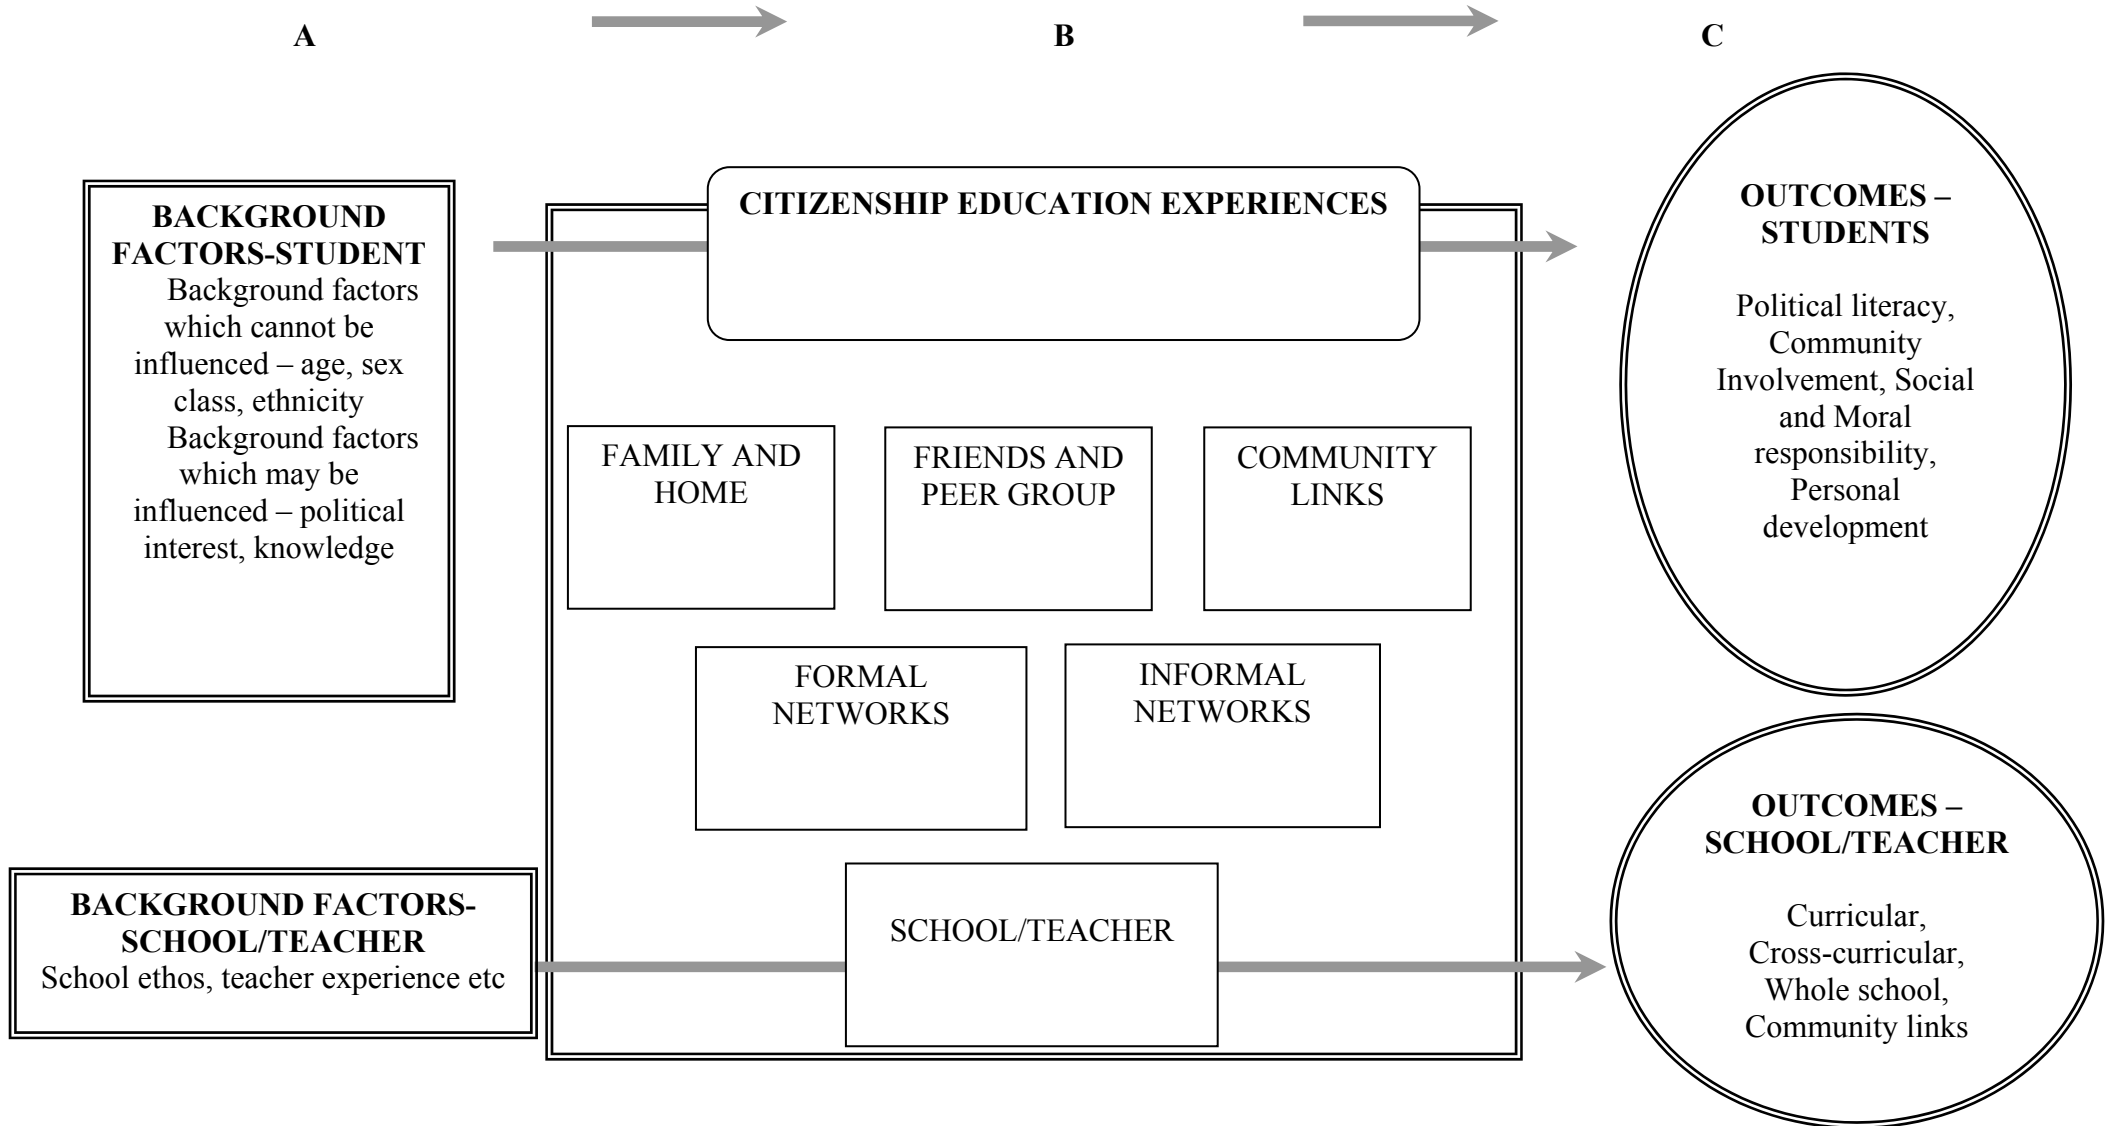 A
B
C
BACKGROUND
FACTORS-STUDENT
Background factors
which cannot be
influenced – age, sex
class, ethnicity
Background factors
which may be
influenced – political
interest, knowledge
BACKGROUND FACTORS-
SCHOOL/TEACHER
School ethos, teacher experience etc
CITIZENSHIP EDUCATION EXPERIENCES
FAMILY AND
HOME
FRIENDS AND
PEER GROUP
COMMUNITY
LINKS
FORMAL
NETWORKS
INFORMAL
NETWORKS
SCHOOL/TEACHER
OUTCOMES –
STUDENTS
Political literacy,
Community
Involvement, Social
and Moral
responsibility,
Personal
development
OUTCOMES –
SCHOOL/TEACHER
Curricular,
Cross-curricular,
Whole school,
Community links